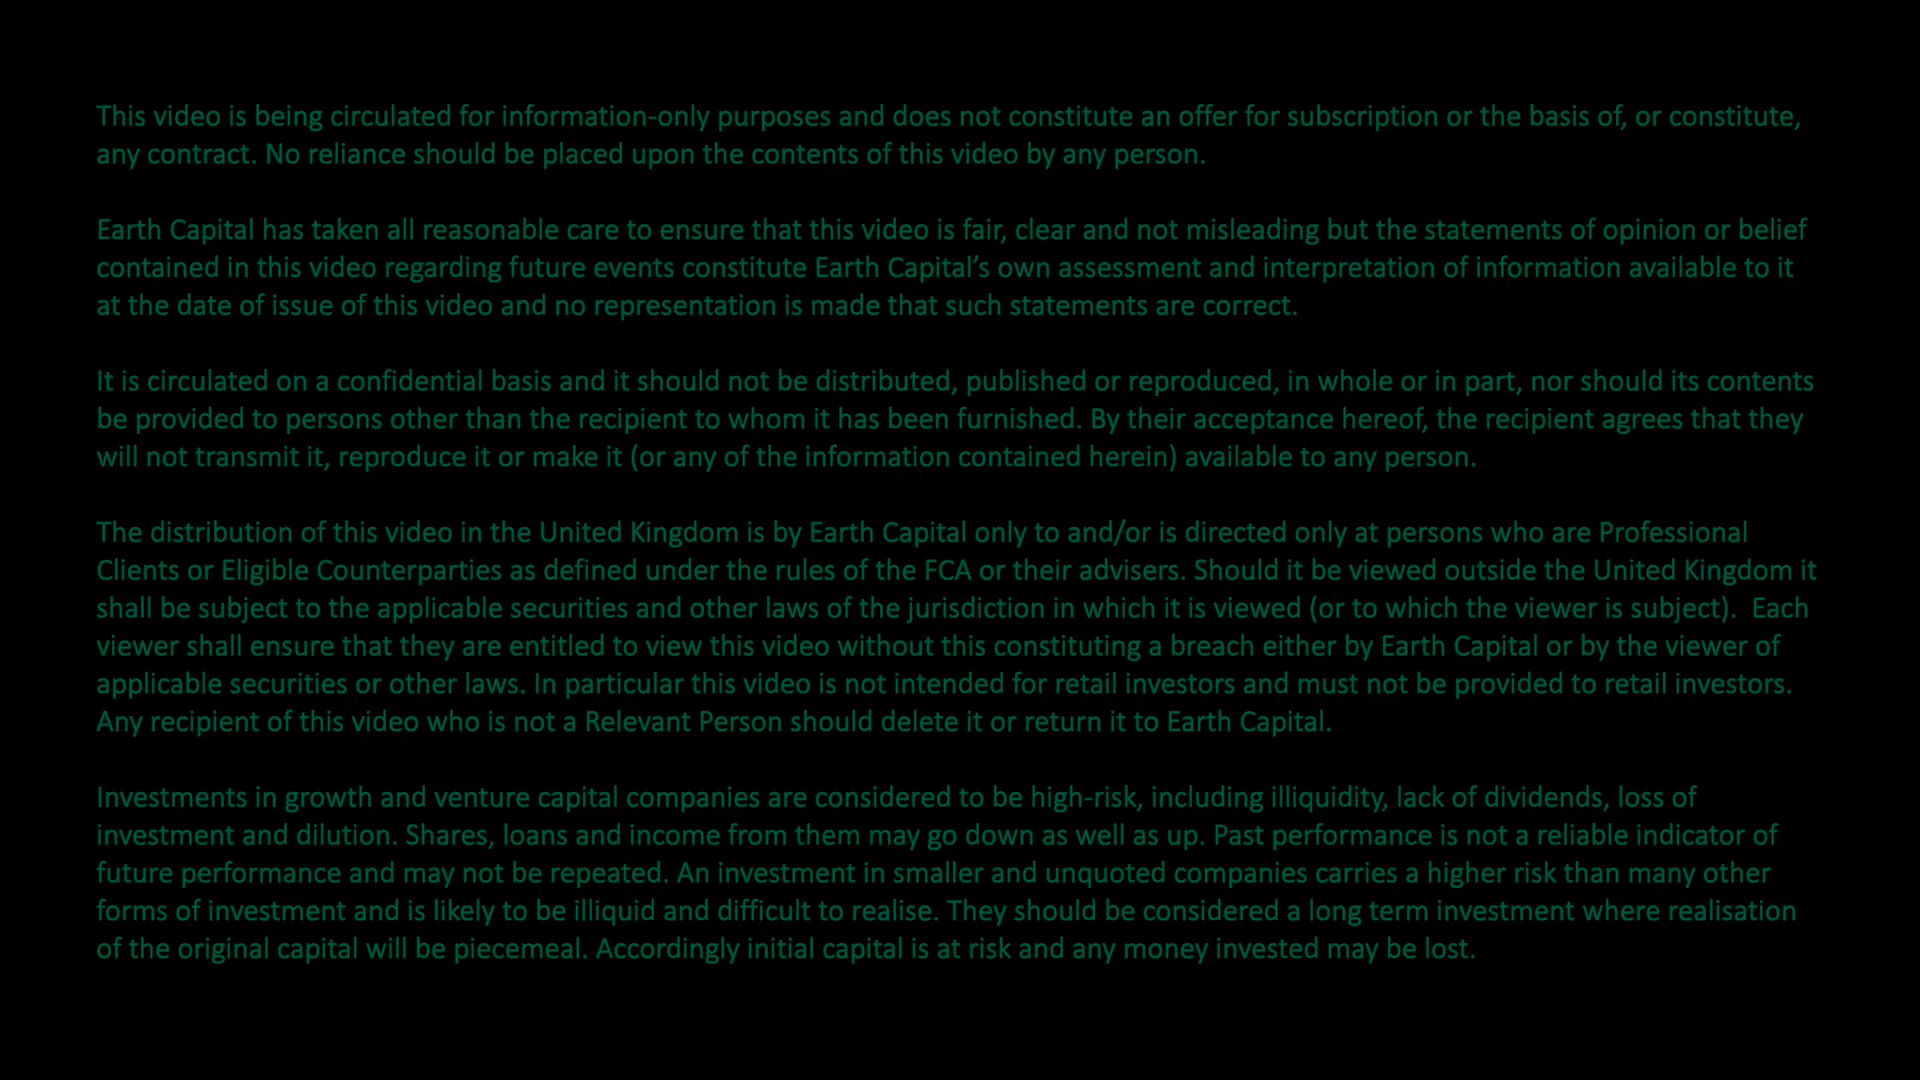 This video is being circulated for information-only purposes and does not constitute an offer for subscription or the basis of, or constitute,
any contract. No reliance should be placed upon the contents of this video by any person.
Earth Capital has taken all reasonable care to ensure that this video is fair, clear and not misleading but the statements of opinion or belief
contained in this video regarding future events constitute Earth Capital’s own assessment and interpretation of information available to it
at the date of issue of this video and no representation is made that such statements are correct.
It is circulated on a confidential basis and it should not be distributed, published or reproduced, in whole or in part, nor should its contents
be provided to persons other than the recipient to whom it has been furnished. By their acceptance hereof, the recipient agrees that they
will not transmit it, reproduce it or make it (or any of the information contained herein) available to any person.
The distribution of this video in the United Kingdom is by Earth Capital only to and/or is directed only at persons who are Professional
Clients or Eligible Counterparties as defined under the rules of the FCA or their advisers. Should it be viewed outside the United Kingdom it
shall be subject to the applicable securities and other laws of the jurisdiction in which it is viewed (or to which the viewer is subject).  Each
viewer shall ensure that they are entitled to view this video without this constituting a breach either by Earth Capital or by the viewer of
applicable securities or other laws. In particular this video is not intended for retail investors and must not be provided to retail investors.
Any recipient of this video who is not a Relevant Person should delete it or return it to Earth Capital.
Investments in growth and venture capital companies are considered to be high-risk, including illiquidity, lack of dividends, loss of
investment and dilution. Shares, loans and income from them may go down as well as up. Past performance is not a reliable indicator of
future performance and may not be repeated. An investment in smaller and unquoted companies carries a higher risk than many other
forms of investment and is likely to be illiquid and difficult to realise. They should be considered a long term investment where realisation
of the original capital will be piecemeal. Accordingly initial capital is at risk and any money invested may be lost.